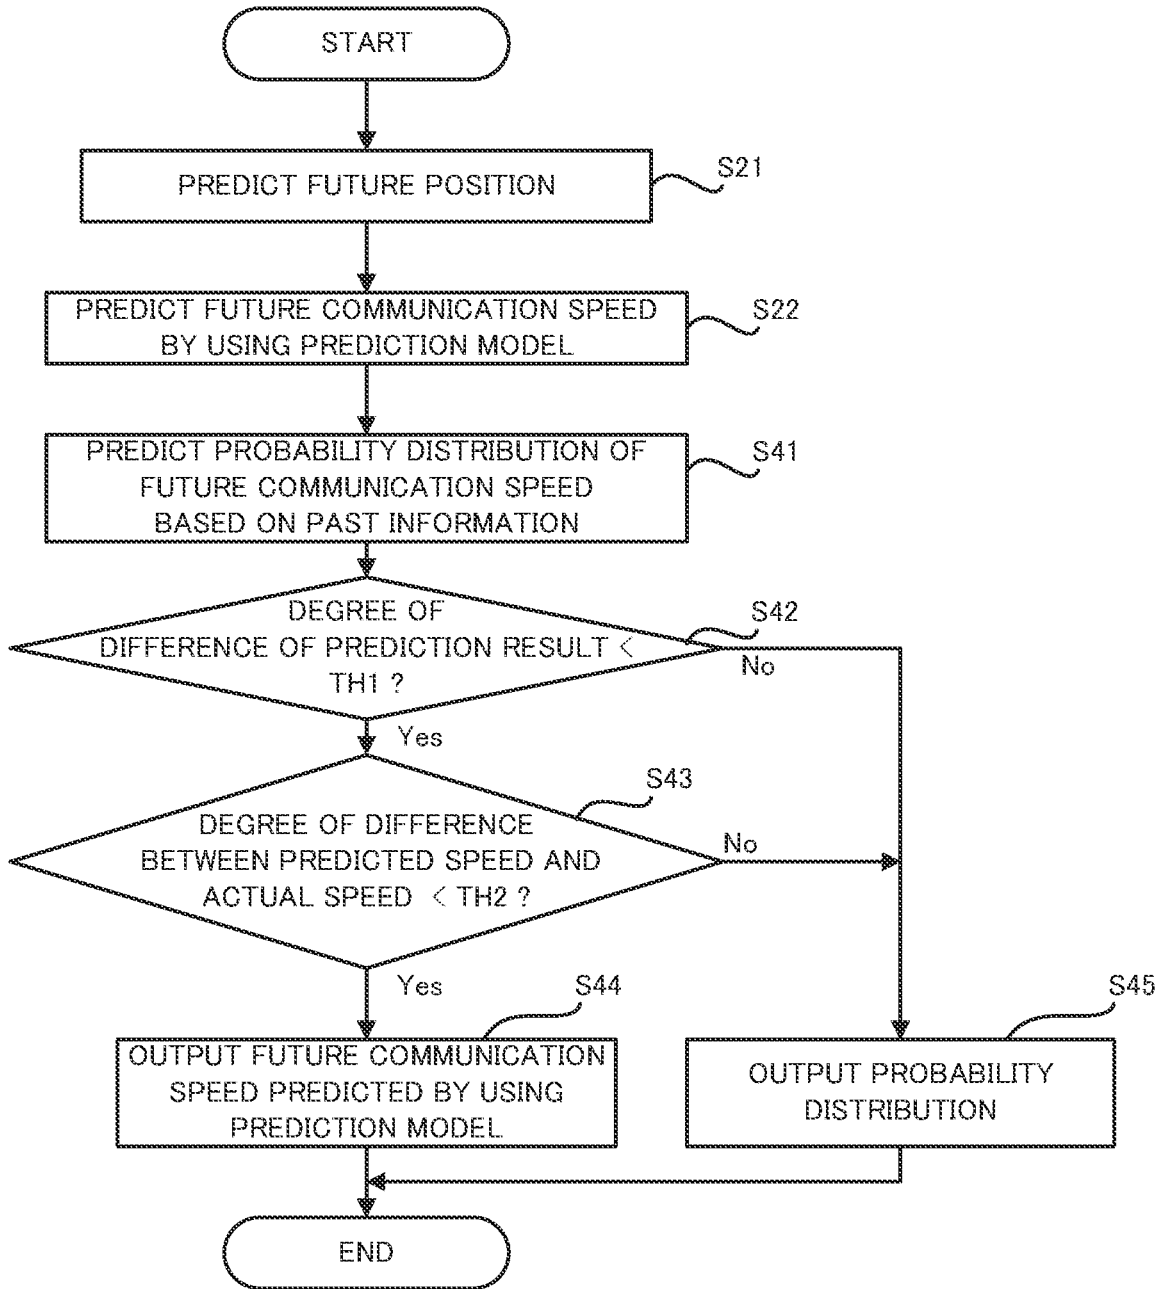 START
PREDICT FUTURE POSITION
S21
PREDICT FUTURE COMMUNICATION SPEED
BY USING PREDICTION MODEL
S22
PREDICT PROBABILITY DISTRIBUTION OF
FUTURE COMMUNICATION SPEED
BASED ON PAST INFORMATION
S41
DEGREE OF
DIFFERENCE OF PREDICTION RESULT <
TH1 ?
S42
No
Yes
DEGREE OF DIFFERENCE
BETWEEN PREDICTED SPEED AND
ACTUAL SPEED < TH2 ?
S43
No
Yes
OUTPUT FUTURE COMMUNICATION
SPEED PREDICTED BY USING
PREDICTION MODEL
S44
OUTPUT PROBABILITY
DISTRIBUTION
S45
END